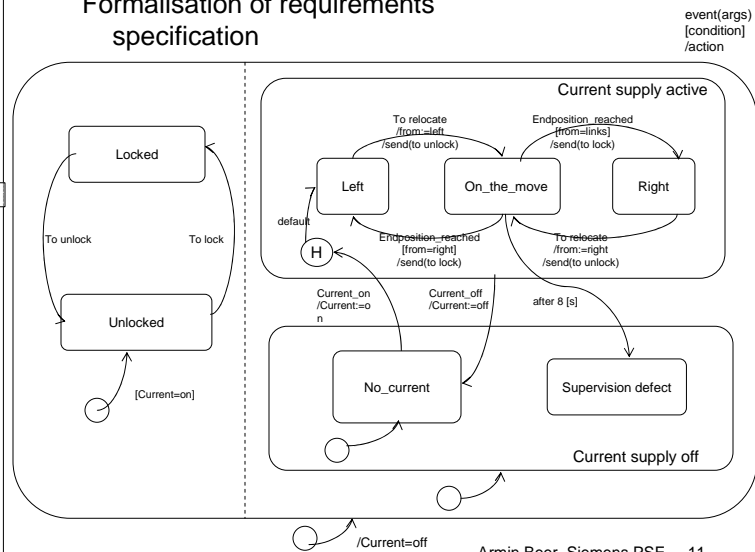 Formalisation of requirements
specification
event(args)
[condition]
/action
Current supply active
To relocate
/from:=left
/send(to unlock)
Endposition_reached
[from=links]
/send(to lock)
Locked
Left
On_the_move
Right
default
To unlock
To lock
H
Endposition_reached
[from=right]
/send(to lock)
To relocate
/from:=right
/send(to unlock)
Current_on
/Current:=o
n
Current_off
/Current:=off
after 8 [s]
Unlocked
[Current=on]
No_current
Supervision defect
Current supply off
/Current=off
Armin Beer, Siemens PSE 11